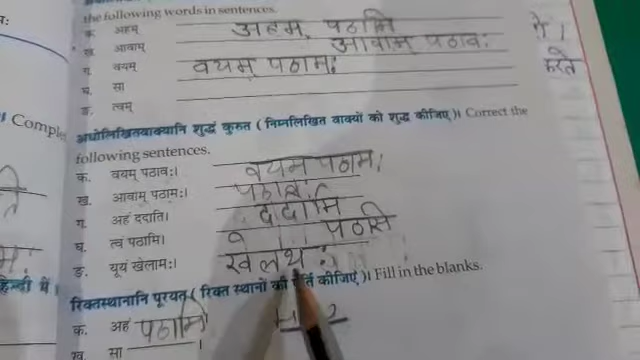 the following words in sentences.
क. अहम् अहम् पठामि
ख. आवाम् आवाम् पठावः
ग. वयम् वयम् पठामः
घ. सा
ङ. त्वम्
करते
अधोलिखितवाक्यानि शुद्धं कुरुत ( निम्नलिखित वाक्यों को शुद्ध कीजिए )। Correct the
following sentences.
क. वयम् पठावः। वयम पठाम।
ख. आवाम् पठामः। पठावः
ग. अहं ददाति। ददामि
घ. त्वं पठामि। पठसि
ङ. यूयं खेलामः। खेलथ
रिक्तस्थानानि पूरयत ( रिक्त स्थानों की पूर्ति कीजिए )। Fill in the blanks.
क. अहं पठामि
ख. सा